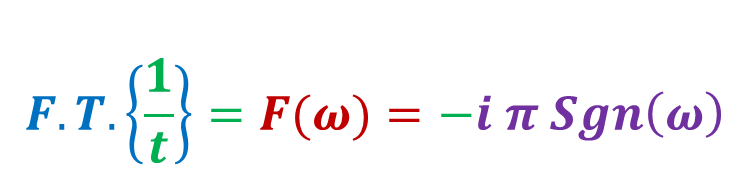 F.T.{1/t} = F(ω) = −i π Sgn(ω)